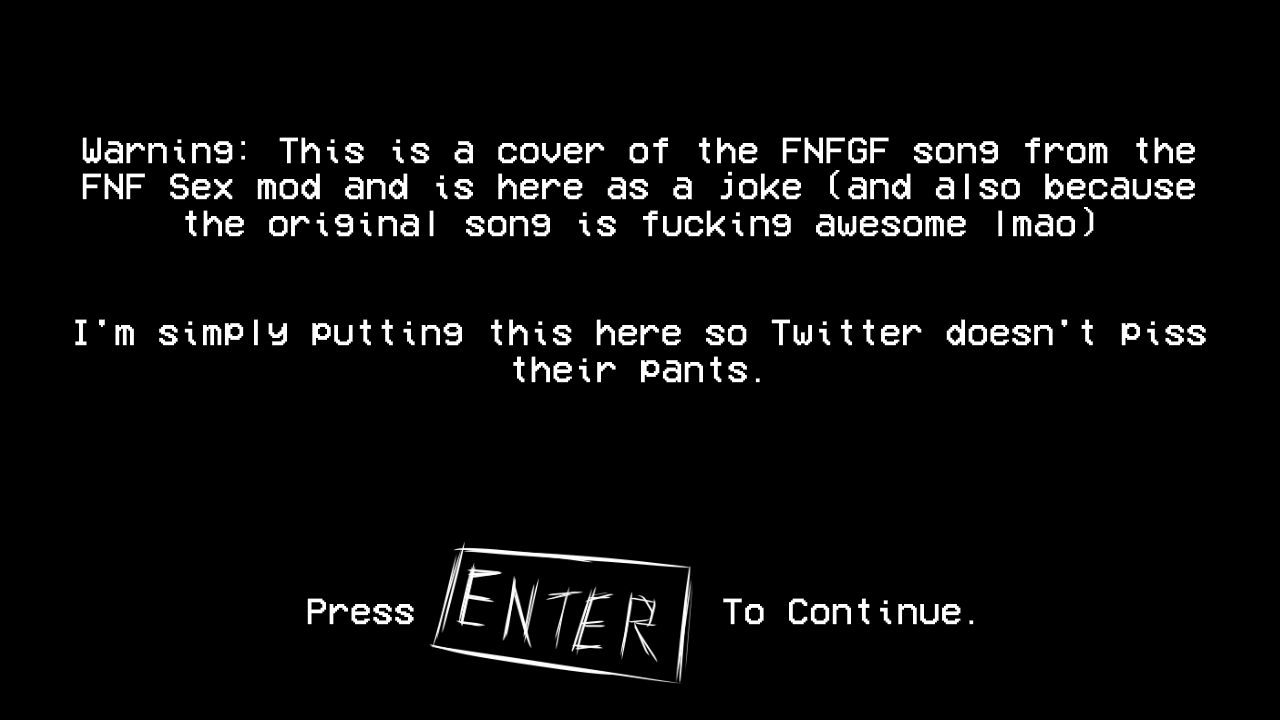 Warning: This is a cover of the FNFGF song from the
FNF Sex mod and is here as a joke (and also because
the original song is fucking awesome lmao)
I'm simply putting this here so Twitter doesn't piss
their pants.
Press ENTER To Continue.